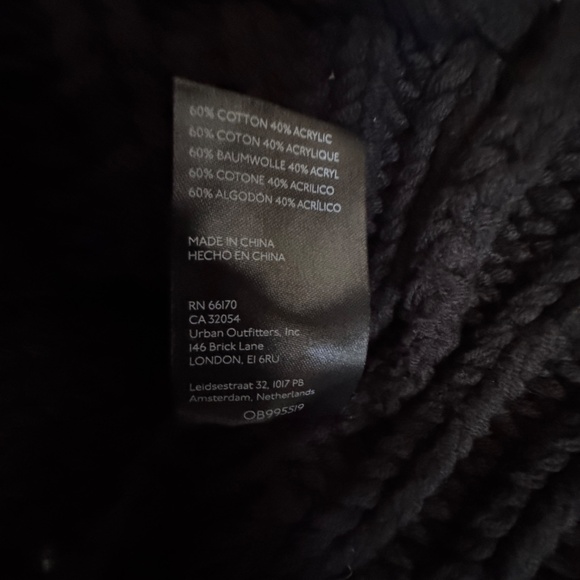 60% COTTON 40% ACRYLIC
60% COTON 40% ACRYLIQUE
60% BAUMWOLLE 40% ACRYL
60% COTONE 40% ACRILICO
60% ALGODÓN 40% ACRÍLICO
MADE IN CHINA
HECHO EN CHINA
RN 66170
CA 32054
Urban Outfitters, Inc
146 Brick Lane
LONDON, E1 6RU
Leidsestraat 32, 1017 PB
Amsterdam, Netherlands
OB995519